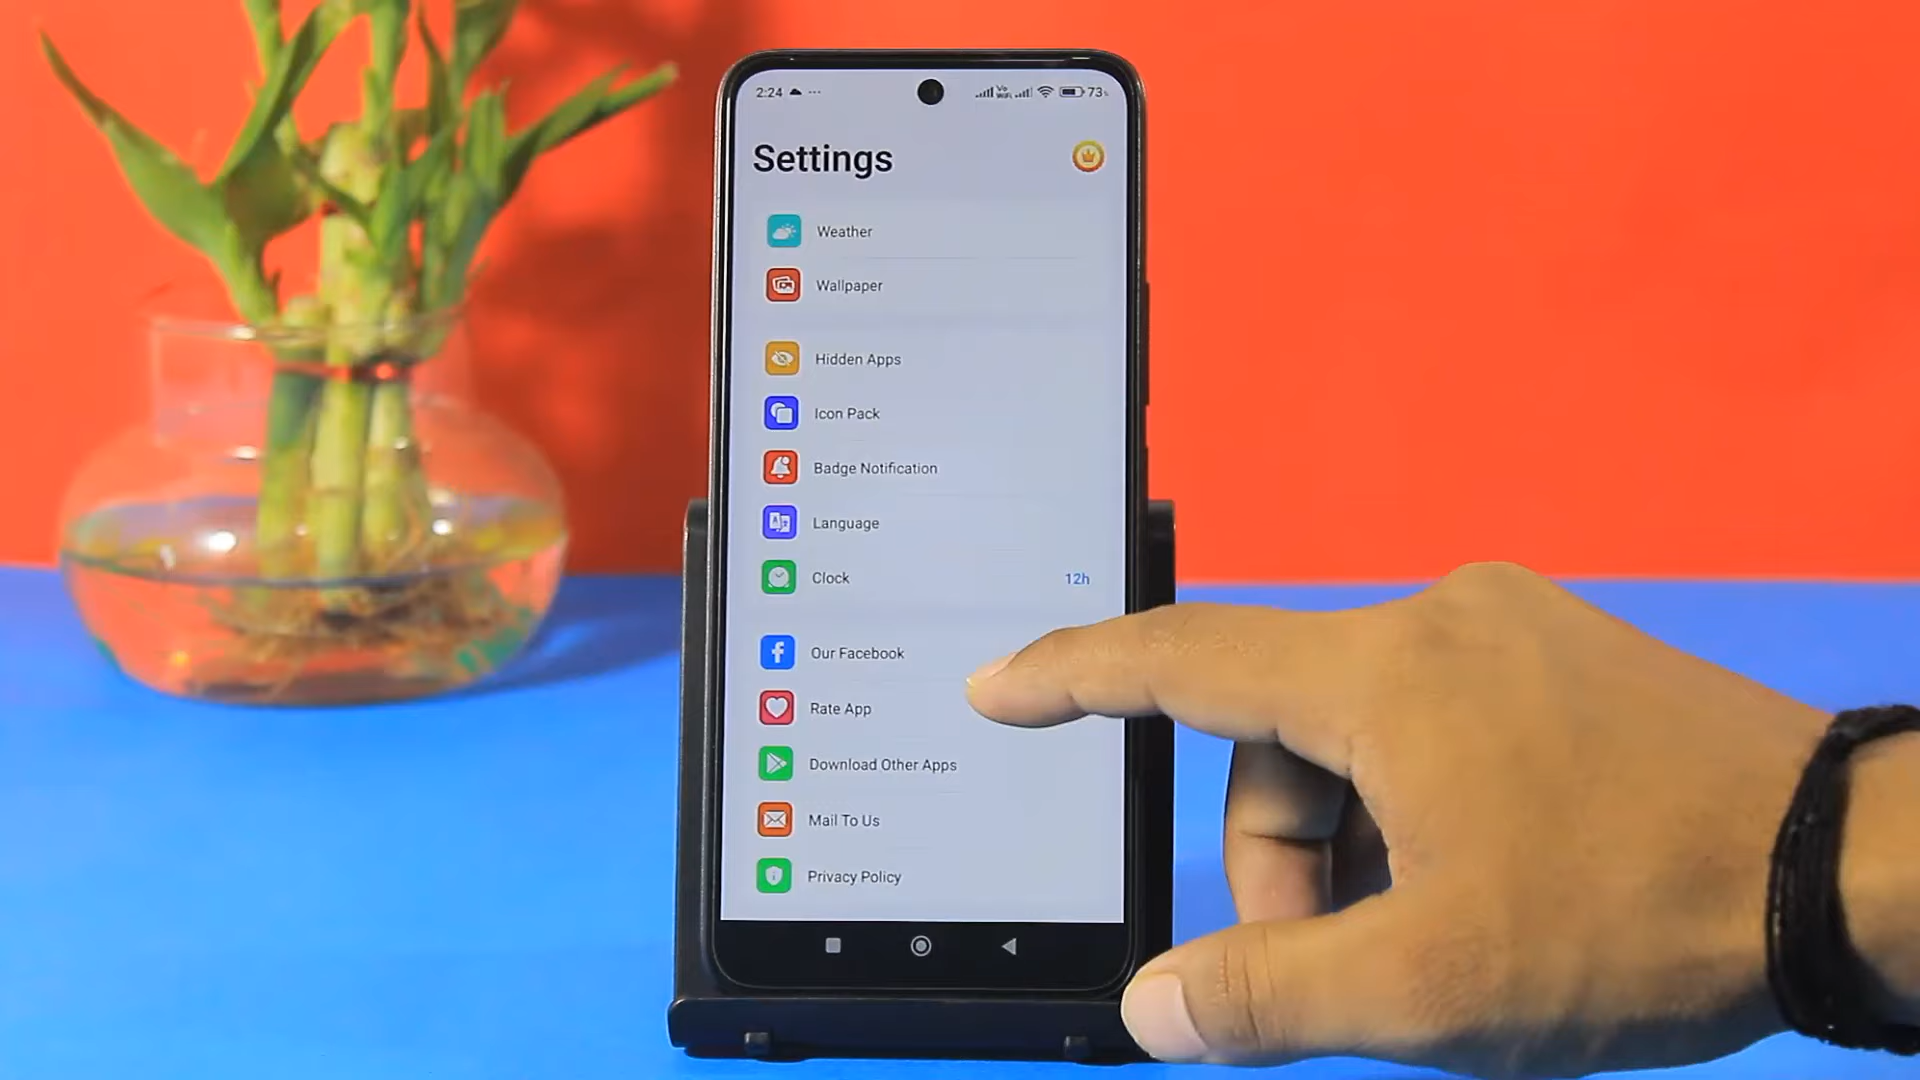 2:24 73%
Settings
Weather
Wallpaper
Hidden Apps
Icon Pack
Badge Notification
Language
Clock 12h
Our Facebook
Rate App
Download Other Apps
Mail To Us
Privacy Policy